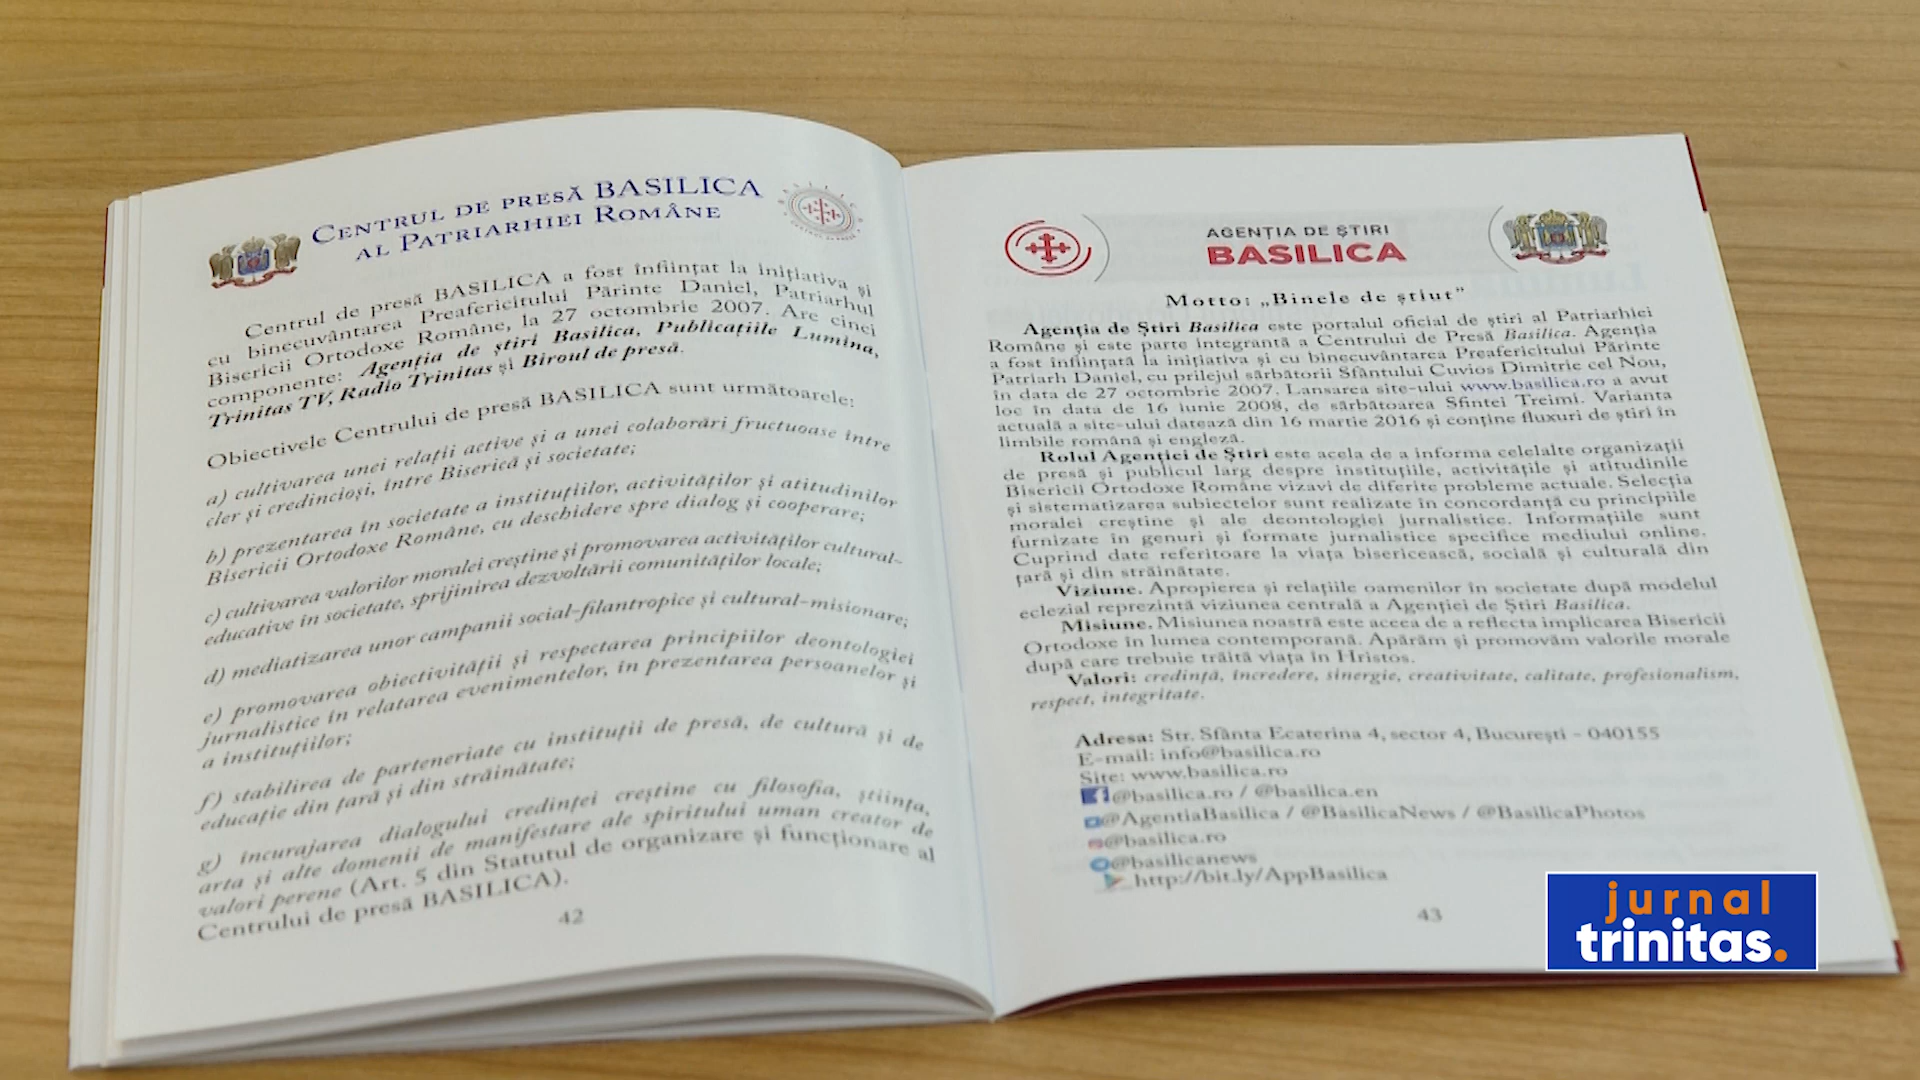 CENTRUL DE PRESĂ BASILICA
AL PATRIARHIEI ROMÂNE
Centrul de presă BASILICA a fost înființat la inițiativa și
cu binecuvântarea Preafericitului Părinte Daniel, Patriarhul
Bisericii Ortodoxe Române, la 27 octombrie 2007. Are cinci
componente: Agenția de știri Basilica, Publicațiile Lumina,
Trinitas TV, Radio Trinitas și Biroul de presă.
Obiectivele Centrului de presă BASILICA sunt următoarele:
a) cultivarea unei relații active și a unei colaborări fructuoase între
cler și credincioși, între Biserică și societate;
b) prezentarea în societate a instituțiilor, activităților și atitudinilor
Bisericii Ortodoxe Române, cu deschidere spre dialog și cooperare;
c) cultivarea valorilor moralei creștine și promovarea activităților cultural-
educative în societate, sprijinirea dezvoltării comunităților locale;
d) mediatizarea unor campanii social-filantropice și cultural-misionare;
e) promovarea obiectivității și respectarea principiilor deontologiei
jurnalistice în relatarea evenimentelor, în prezentarea persoanelor și
a instituțiilor;
f) stabilirea de parteneriate cu instituții de presă, de cultură și de
educație din țară și din străinătate;
g) încurajarea dialogului credinței creștine cu filosofia, știința,
arta și alte domenii de manifestare ale spiritului uman creator de
valori perene (Art. 5 din Statutul de organizare și funcționare al
Centrului de presă BASILICA).
42
AGENȚIA DE ȘTIRI
BASILICA
Motto: „Binele de știut”
Agenția de Știri Basilica este portalul oficial de știri al Patriarhiei
Române și este parte integrantă a Centrului de Presă Basilica. Agenția
a fost înființată la inițiativa și cu binecuvântarea Preafericitului Părinte
Patriarh Daniel, cu prilejul sărbătorii Sfântului Cuvios Dimitrie cel Nou,
în data de 27 octombrie 2007. Lansarea site-ului www.basilica.ro a avut
loc în data de 16 iunie 2008, de sărbătoarea Sfintei Treimi. Varianta
actuală a site-ului datează din 16 martie 2016 și conține fluxuri de știri în
limbile română și engleză.
Rolul Agenției de Știri este acela de a informa celelalte organizații
de presă și publicul larg despre instituțiile, activitățile și atitudinile
Bisericii Ortodoxe Române vizavi de diferite probleme actuale. Selecția
și sistematizarea subiectelor sunt realizate în concordanță cu principiile
moralei creștine și ale deontologiei jurnalistice. Informațiile sunt
furnizate în genuri și formate jurnalistice specifice mediului online.
Cuprind date referitoare la viața bisericească, socială și culturală din
țară și din străinătate.
Viziune. Apropierea și relațiile oamenilor în societate după modelul
eclezial reprezintă viziunea centrală a Agenției de Știri Basilica.
Misiune. Misiunea noastră este aceea de a reflecta implicarea Bisericii
Ortodoxe în lumea contemporană. Apărăm și promovăm valorile morale
după care trebuie trăită viața în Hristos.
Valori: credință, încredere, sinergie, creativitate, calitate, profesionalism,
respect, integritate.
Adresa: Str. Sfânta Ecaterina 4, sector 4, București - 040155
E-mail: info@basilica.ro
Site: www.basilica.ro
@basilica.ro / @basilica.en
@AgentiaBasilica / @BasilicaNews / @BasilicaPhotos
@basilica.ro
@basilicanews
http://bit.ly/AppBasilica
43
jurnal
trinitas.